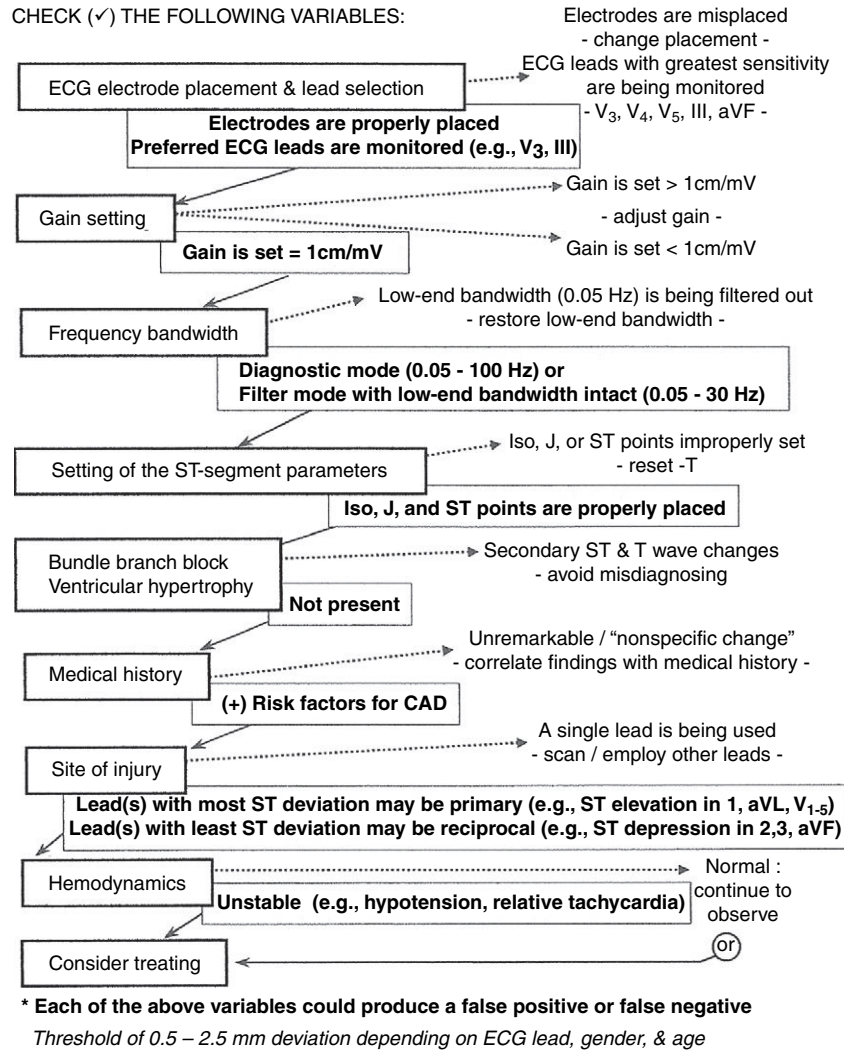 CHECK (✓) THE FOLLOWING VARIABLES:
Electrodes are misplaced
- change placement -
ECG leads with greatest sensitivity
are being monitored
- V3, V4, V5, III, aVF -
ECG electrode placement & lead selection
Electrodes are properly placed
Preferred ECG leads are monitored (e.g., V3, III)
Gain is set > 1cm/mV
- adjust gain -
Gain is set < 1cm/mV
Gain setting
Gain is set = 1cm/mV
Low-end bandwidth (0.05 Hz) is being filtered out
- restore low-end bandwidth -
Frequency bandwidth
Diagnostic mode (0.05 - 100 Hz) or
Filter mode with low-end bandwidth intact (0.05 - 30 Hz)
Iso, J, or ST points improperly set
- reset -T
Setting of the ST-segment parameters
Iso, J, and ST points are properly placed
Bundle branch block
Ventricular hypertrophy
Secondary ST & T wave changes
- avoid misdiagnosing
Not present
Unremarkable / “nonspecific change”
- correlate findings with medical history -
Medical history
(+) Risk factors for CAD
A single lead is being used
- scan / employ other leads -
Site of injury
Lead(s) with most ST deviation may be primary (e.g., ST elevation in 1, aVL, V1-5)
Lead(s) with least ST deviation may be reciprocal (e.g., ST depression in 2,3, aVF)
Hemodynamics
Normal :
continue to
observe
Unstable (e.g., hypotension, relative tachycardia)
or
Consider treating
* Each of the above variables could produce a false positive or false negative
Threshold of 0.5 – 2.5 mm deviation depending on ECG lead, gender, & age